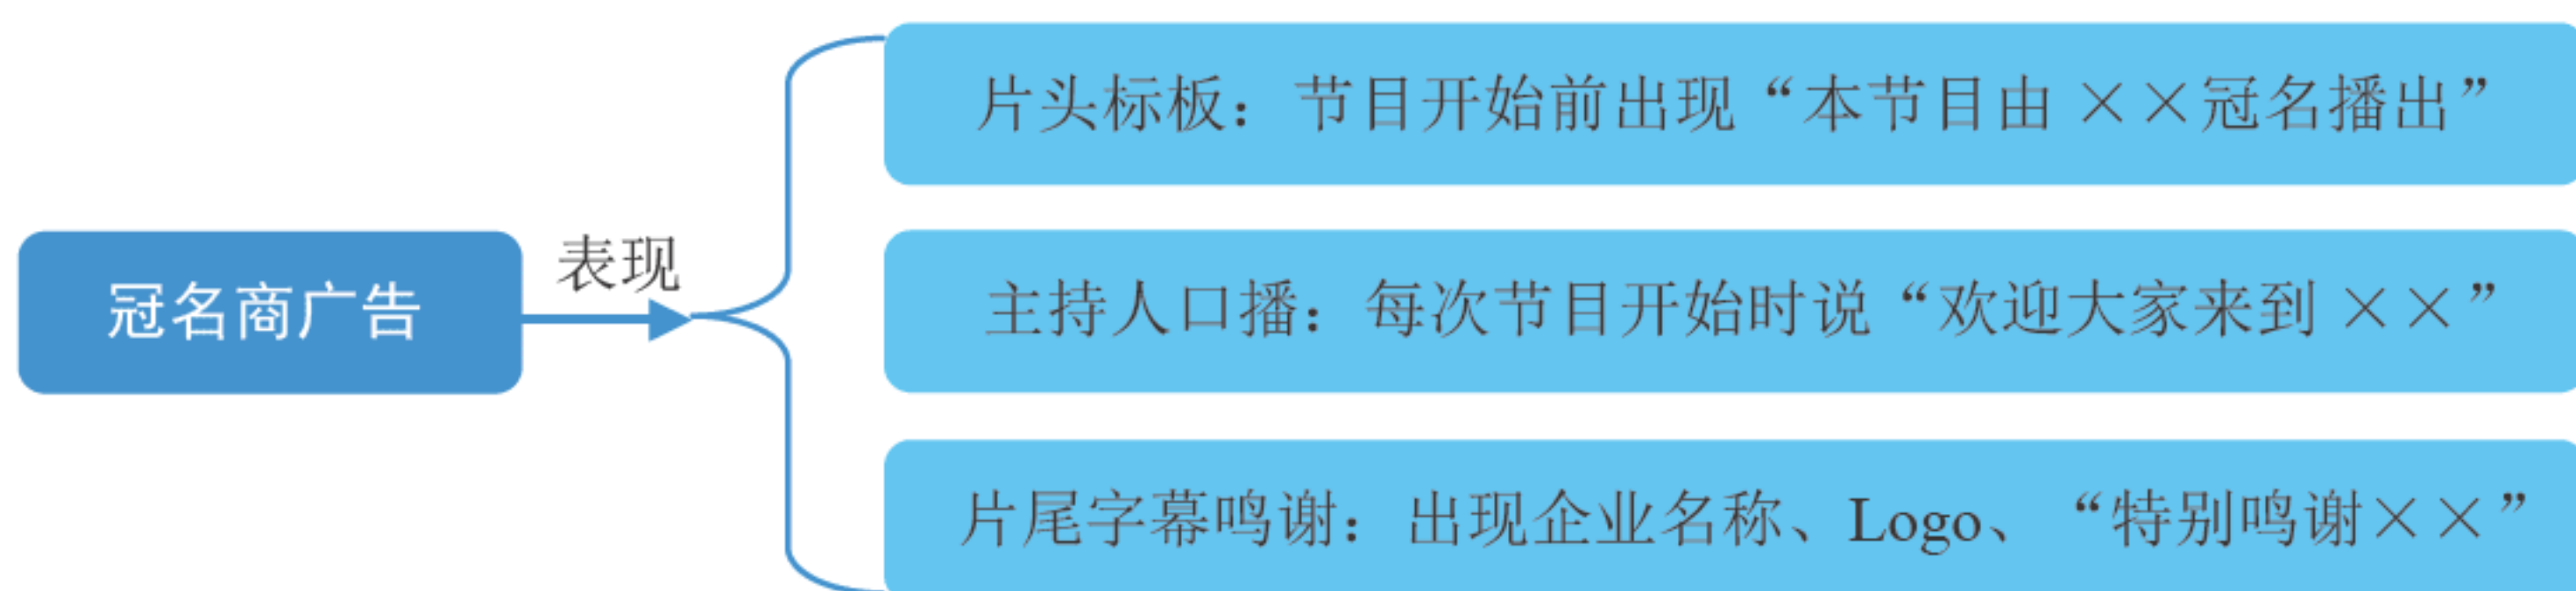 片头标板：节目开始前出现“本节目由 ××冠名播出”
表现
冠名商广告
主持人口播：每次节目开始时说“欢迎大家来到 ××”
片尾字幕鸣谢：出现企业名称、Logo、“特别鸣谢××”